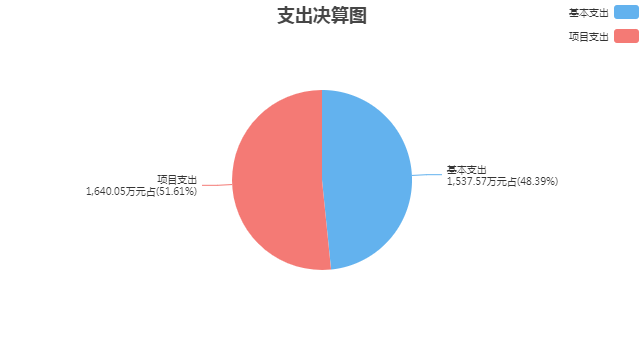 支出决算图
基本支出
项目支出
基本支出
1,537.57万元占(48.39%)
项目支出
1,640.05万元占(51.61%)